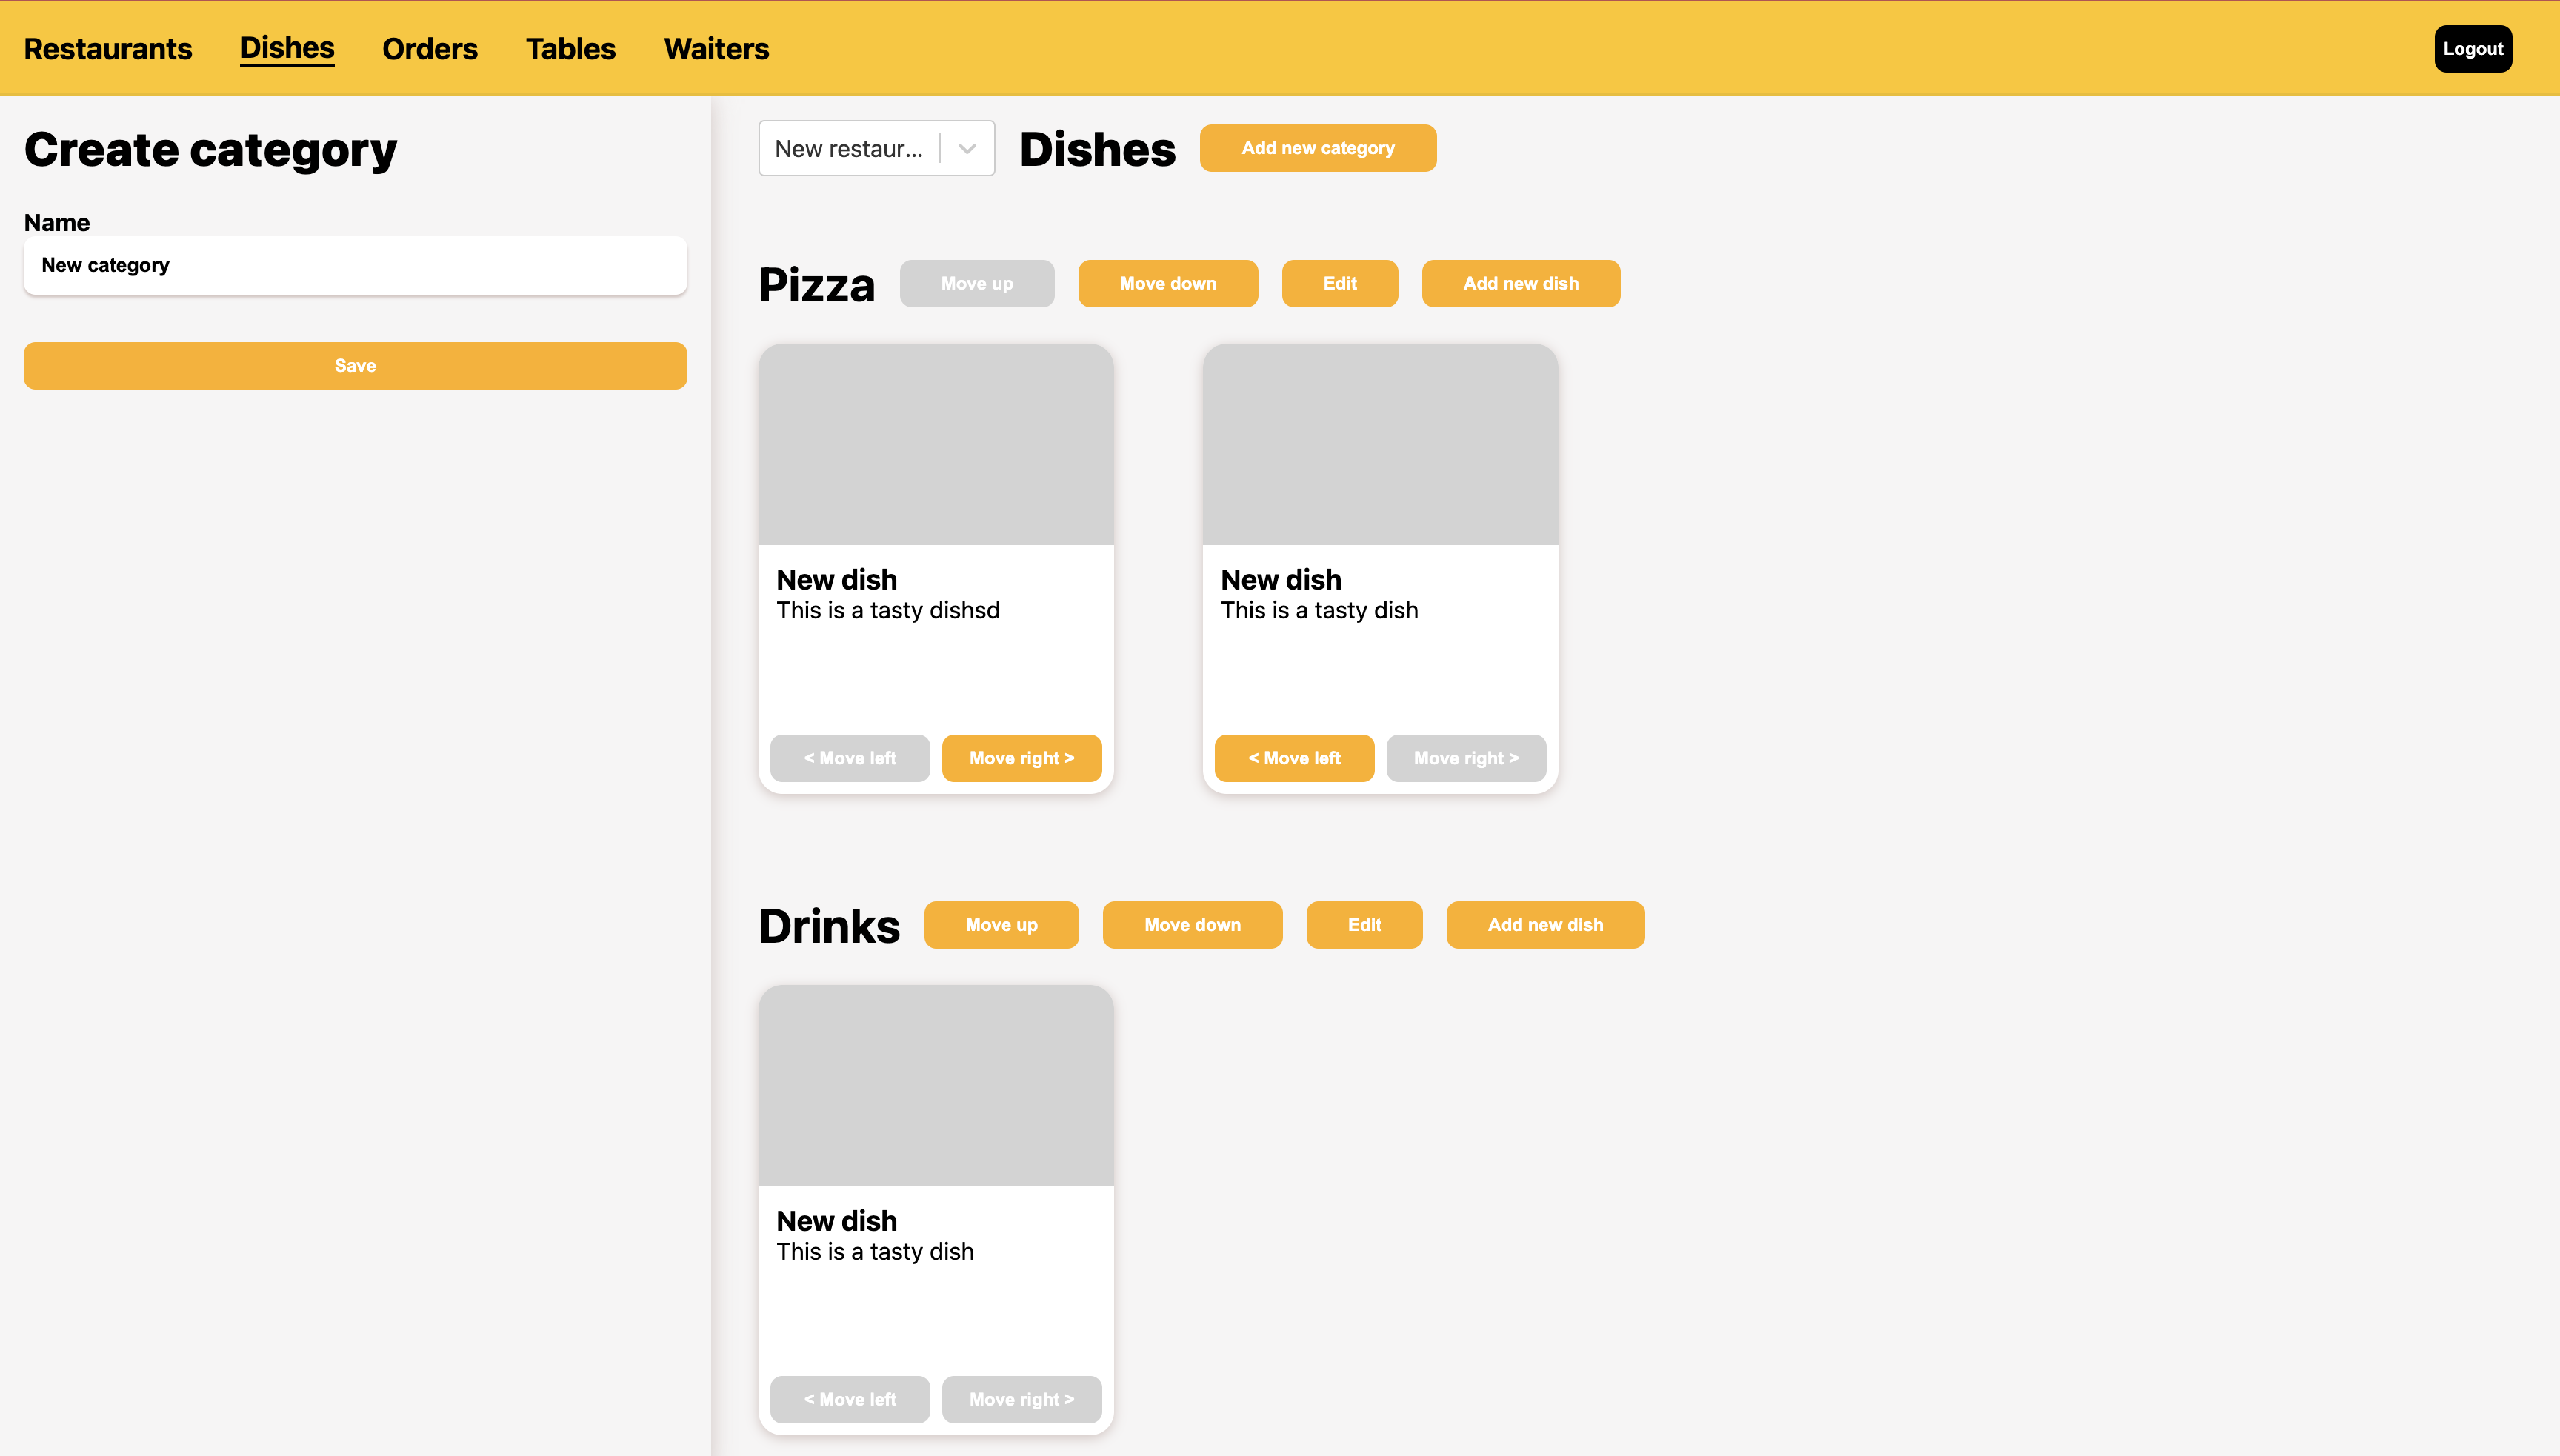 Restaurants Dishes Orders Tables Waiters Logout
Create category
Name
New category
Save
New restaur... Dishes Add new category
Pizza Move up Move down Edit Add new dish
New dish
This is a tasty dishsd
< Move left Move right >
New dish
This is a tasty dish
< Move left Move right >
Drinks Move up Move down Edit Add new dish
New dish
This is a tasty dish
< Move left Move right >